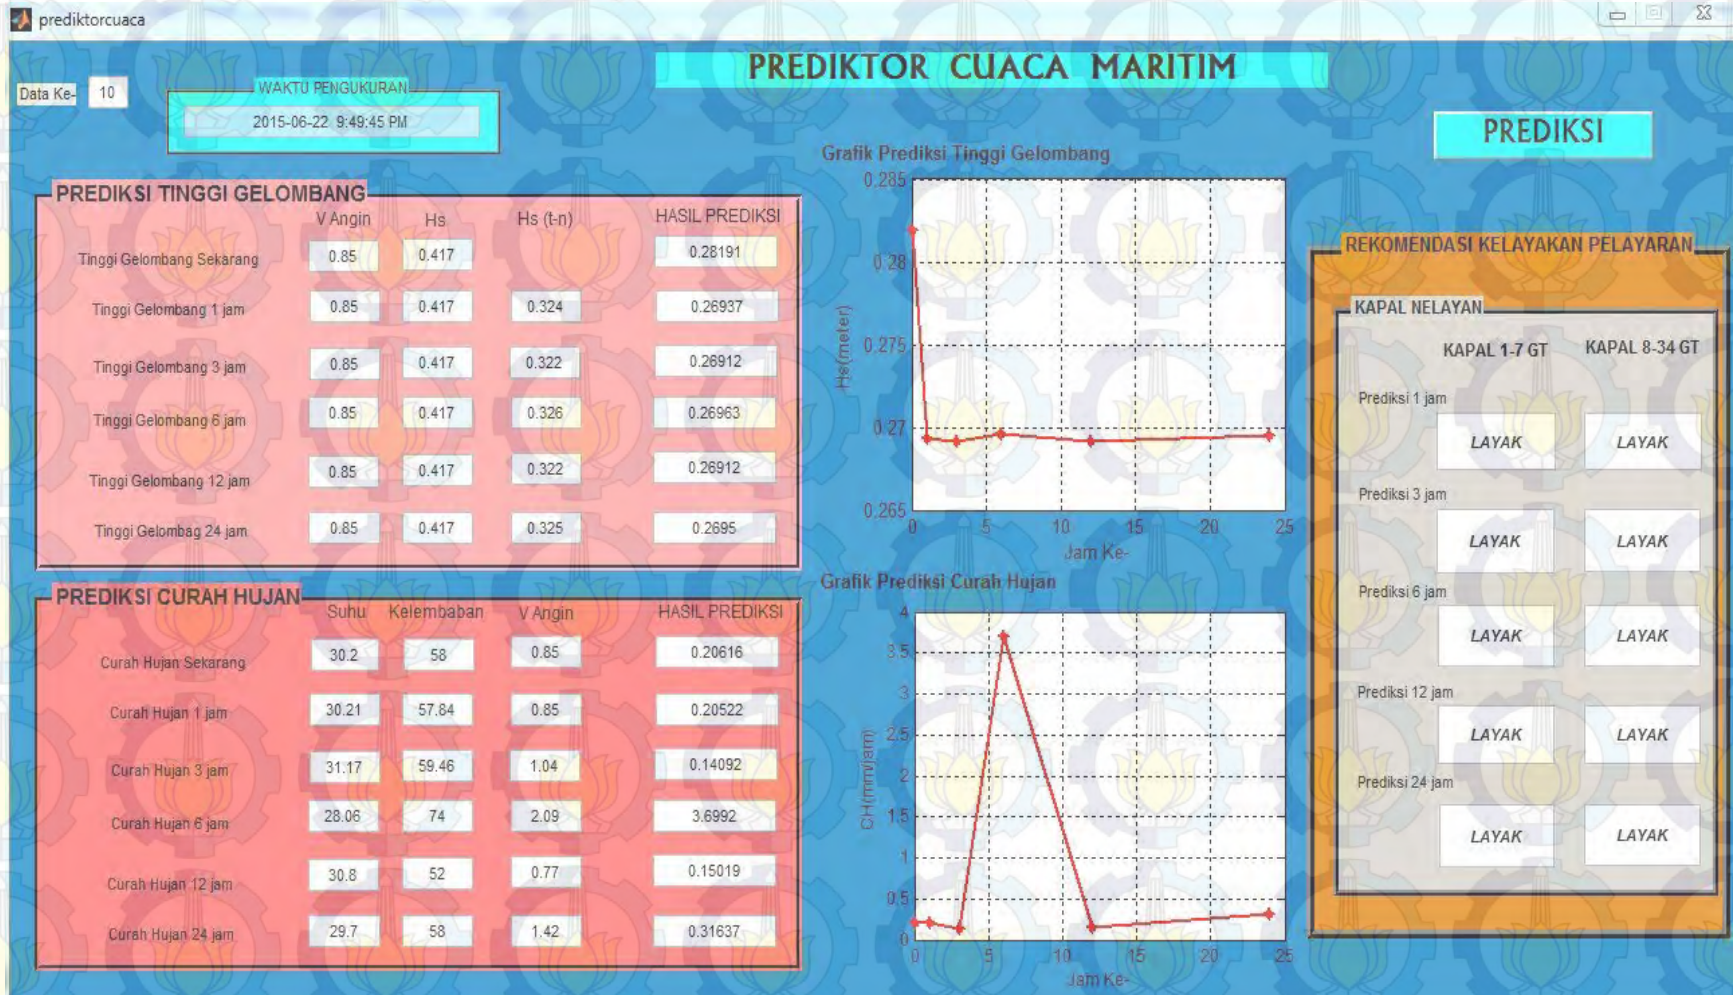 prediktorcuaca
PREDIKTOR CUACA MARITIM
Data Ke- 10
WAKTU PENGUKURAN
2015-06-22 9:49:45 PM
PREDIKSI
PREDIKSI TINGGI GELOMBANG
V Angin Hs Hs (t-n) HASIL PREDIKSI
Tinggi Gelombang Sekarang 0.85 0.417 0.28191
Tinggi Gelombang 1 jam 0.85 0.417 0.324 0.26937
Tinggi Gelombang 3 jam 0.85 0.417 0.322 0.26912
Tinggi Gelombang 6 jam 0.85 0.417 0.326 0.26963
Tinggi Gelombang 12 jam 0.85 0.417 0.322 0.26912
Tinggi Gelombag 24 jam 0.85 0.417 0.325 0.2695
PREDIKSI CURAH HUJAN
Suhu Kelembaban V Angin HASIL PREDIKSI
Curah Hujan Sekarang 30.2 58 0.85 0.20616
Curah Hujan 1 jam 30.21 57.84 0.85 0.20522
Curah Hujan 3 jam 31.17 59.46 1.04 0.14092
Curah Hujan 6 jam 28.06 74 2.09 3.6992
Curah Hujan 12 jam 30.8 52 0.77 0.15019
Curah Hujan 24 jam 29.7 58 1.42 0.31637
Grafik Prediksi Tinggi Gelombang
0.285
0.28
0.275
0.27
0.265
Hs(meter)
0 5 10 15 20 25
Jam Ke-
Grafik Prediksi Curah Hujan
4
3.5
3
2.5
2
1.5
1
0.5
0
CH(mm/jam)
0 5 10 15 20 25
Jam Ke-
REKOMENDASI KELAYAKAN PELAYARAN
KAPAL NELAYAN
KAPAL 1-7 GT KAPAL 8-34 GT
Prediksi 1 jam
LAYAK LAYAK
Prediksi 3 jam
LAYAK LAYAK
Prediksi 6 jam
LAYAK LAYAK
Prediksi 12 jam
LAYAK LAYAK
Prediksi 24 jam
LAYAK LAYAK